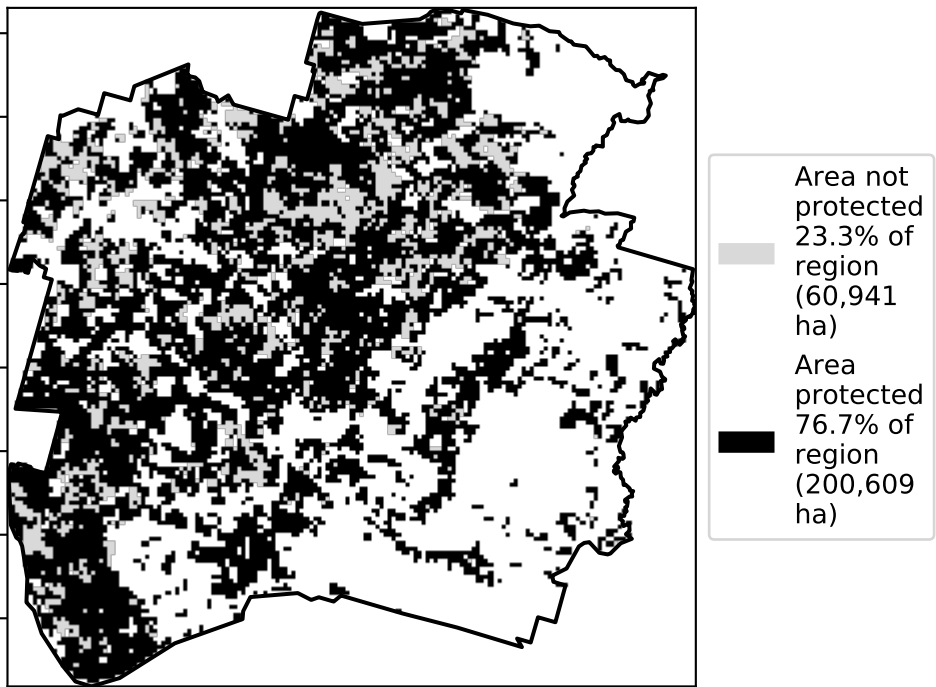 Area not
protected
23.3% of
region
(60,941
ha)
Area
protected
76.7% of
region
(200,609
ha)